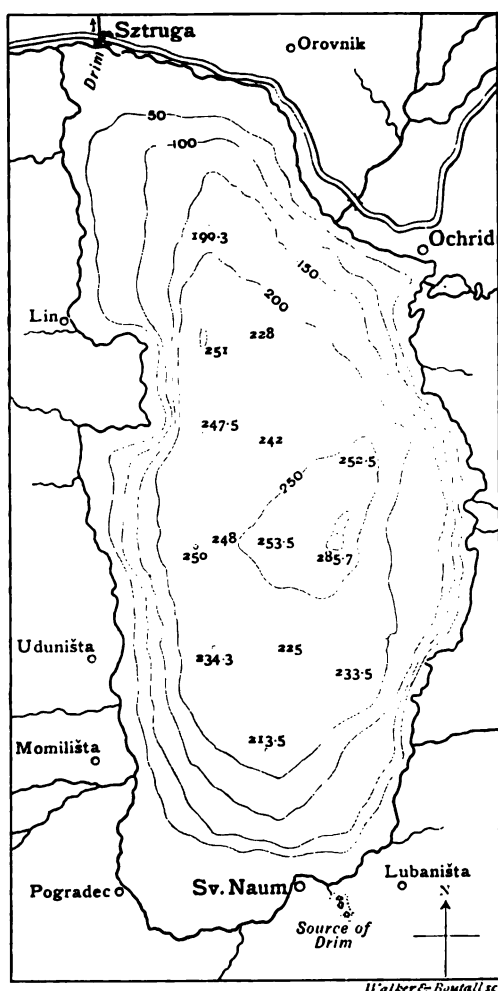 Sztruga
Orovnik
Drim
50
100
190·3
Ochrid
150
200
Lin
228
251
247·5
242
252·5
250
248
253·5
250
285·7
Uduništa
225
234·3
233·5
213·5
Momilišta
Pogradec
Sv. Naum
Lubaništa
N
Source of
Drim
Walker & Boutall sc